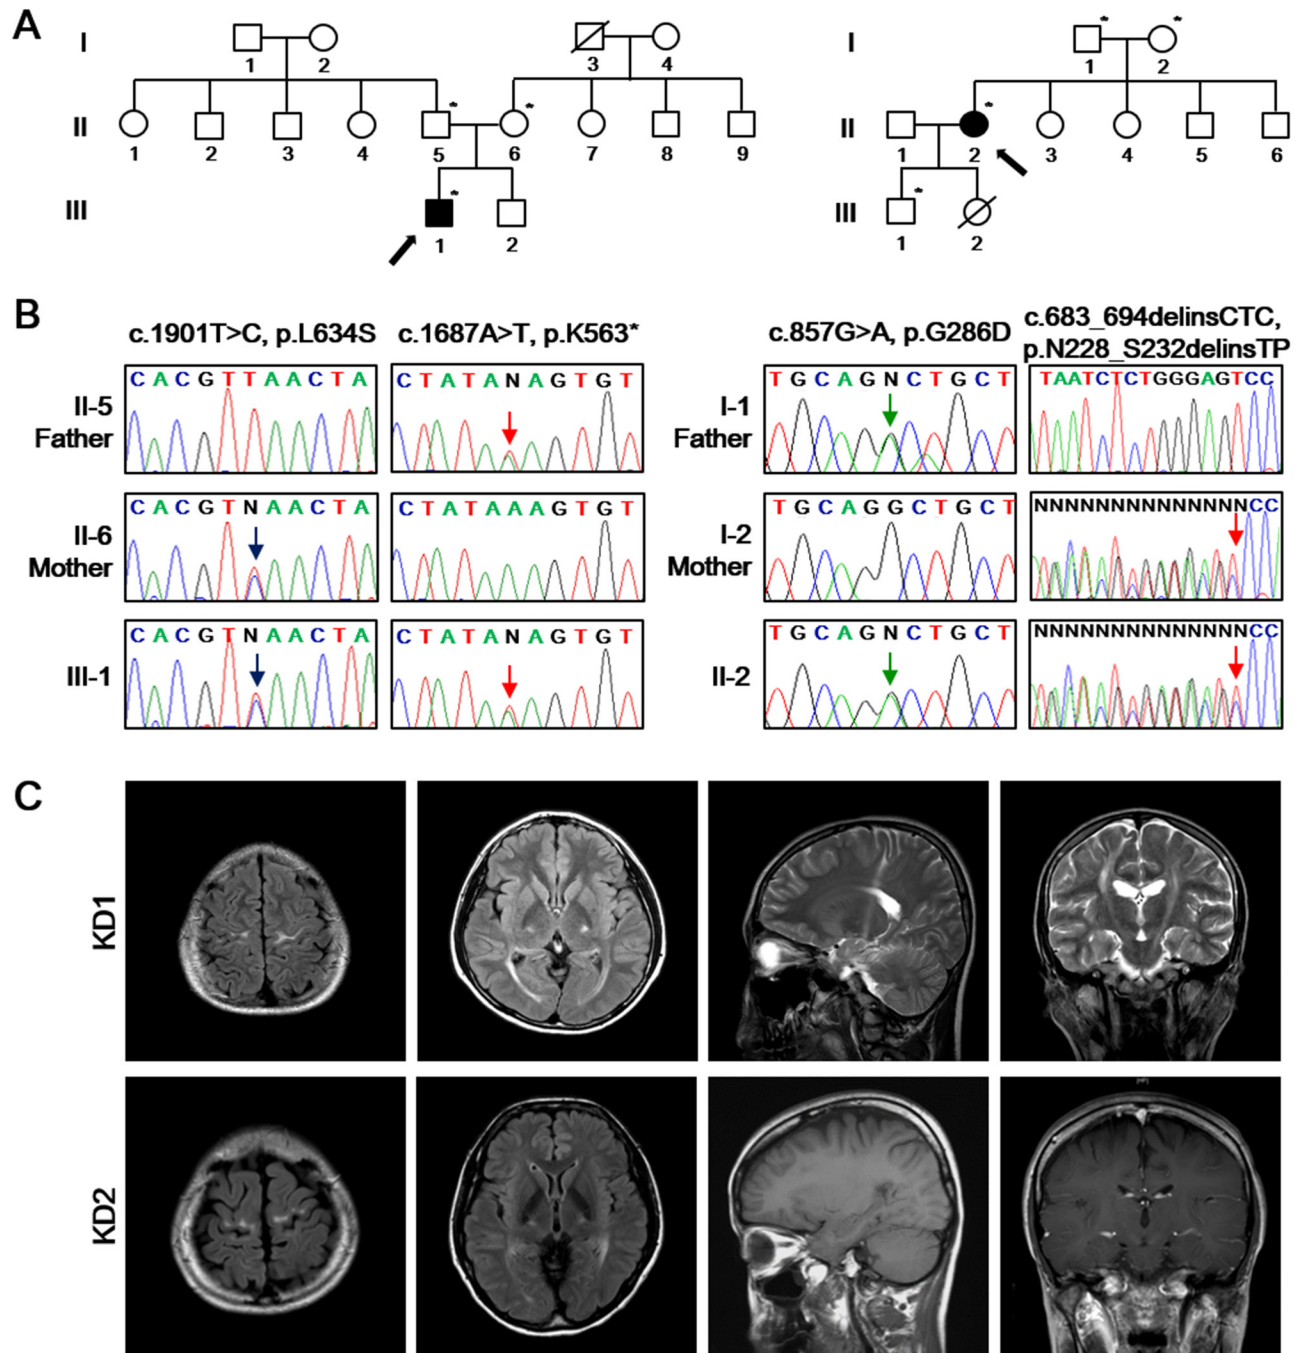 A
I
1 2 3 4
II
* *
1 2 3 4 5 6 7 8 9
III
*
1 2
I
* *
1 2
II
*
1 2 3 4 5 6
III
*
1 2
B
c.1901T>C, p.L634S
c.1687A>T, p.K563*
c.857G>A, p.G286D
c.683_694delinsCTC,
p.N228_S232delinsTP
II-5
Father
CACGTTAACTA
CTATANAGTGT
I-1
Father
TGCAGNCTGCT
TAATCTCTGGGAGTCC
II-6
Mother
CACGTNAACTA
CTATAAAGTGT
I-2
Mother
TGCAGGCTGCT
NNNNNNNNNNNNNNNCC
III-1
CACGTNAACTA
CTATANAGTGT
II-2
TGCAGNCTGCT
NNNNNNNNNNNNNNNCC
C
KD1
KD2